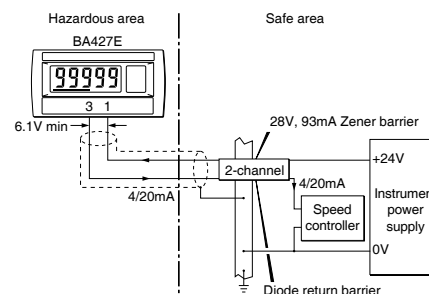 Hazardous area
Safe area
BA427E
99999
3 1
6.1V min
28V, 93mA Zener barrier
2-channel
+24V
4/20mA
4/20mA
Speed
controller
Instrumen
power
supply
0V
Diode return barrier